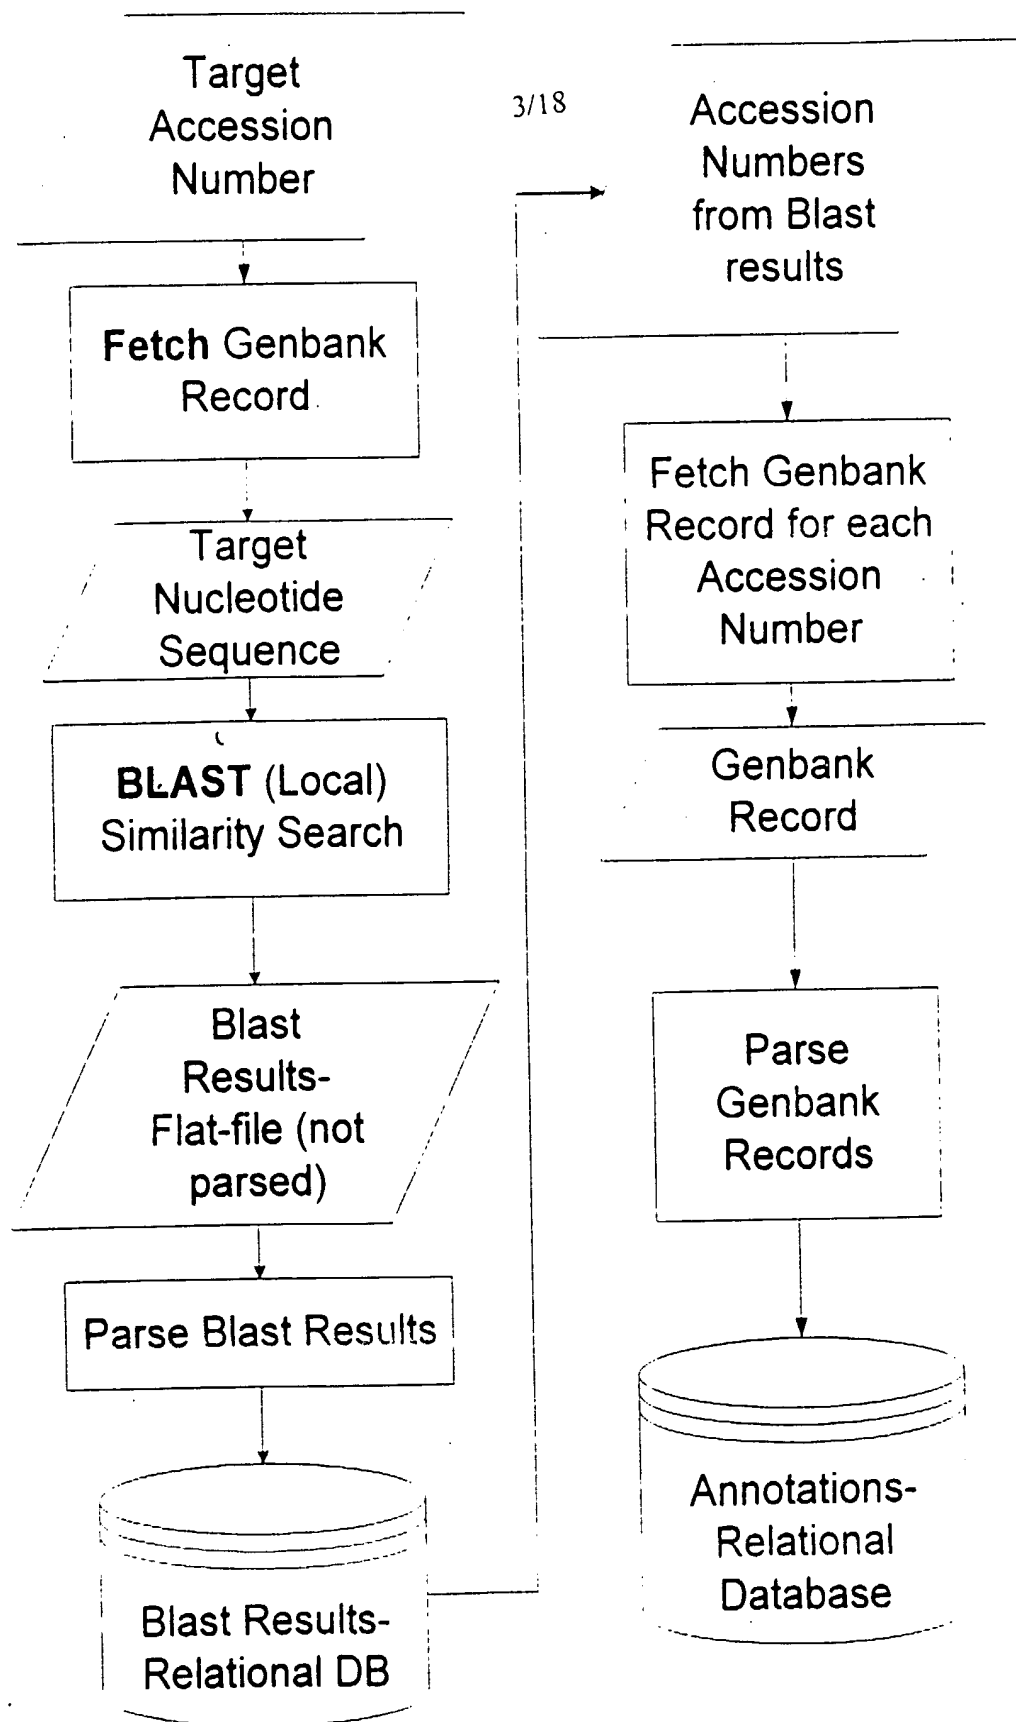 3/18
Target
Accession
Number
Fetch Genbank
Record
Target
Nucleotide
Sequence
BLAST (Local)
Similarity Search
Blast
Results-
Flat-file (not
parsed)
Parse Blast Results
Blast Results-
Relational DB
Accession
Numbers
from Blast
results
Fetch Genbank
Record for each
Accession
Number
Genbank
Record
Parse
Genbank
Records
Annotations-
Relational
Database